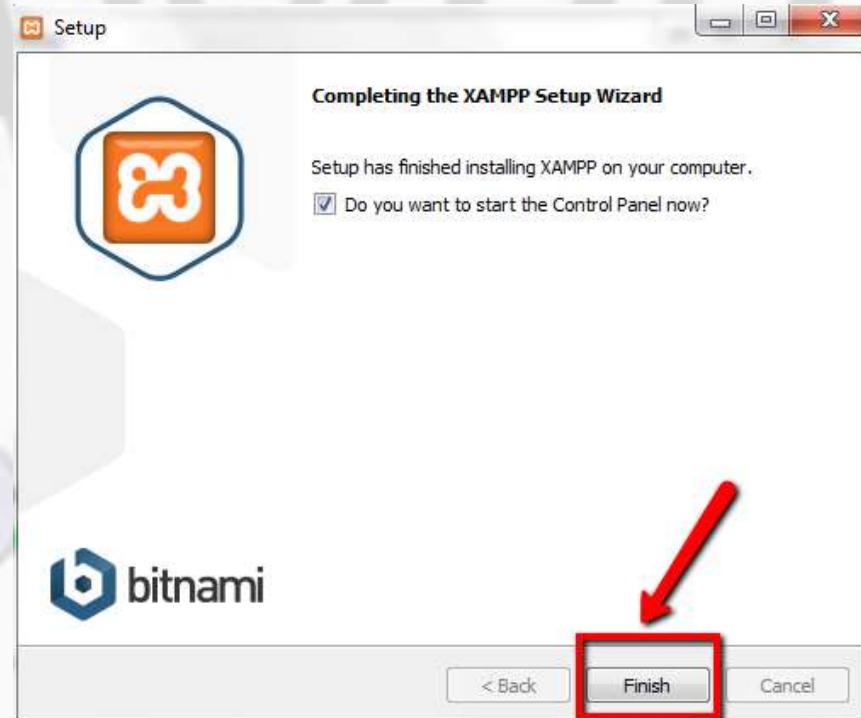 Setup
Completing the XAMPP Setup Wizard
Setup has finished installing XAMPP on your computer.
Do you want to start the Control Panel now?
bitnami
< Back
Finish
Cancel